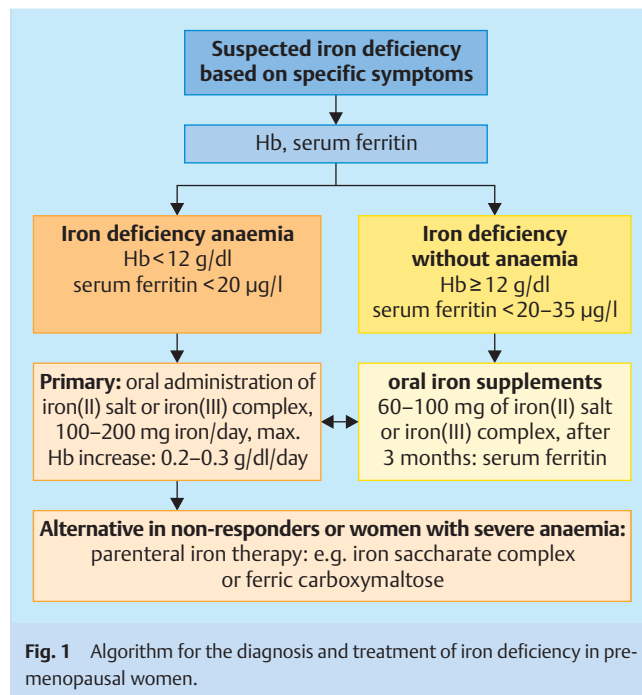 Suspected iron deficiency
based on specific symptoms
Hb, serum ferritin
Iron deficiency anaemia
Hb < 12 g/dl
serum ferritin < 20 µg/l
Iron deficiency
without anaemia
Hb ≥ 12 g/dl
serum ferritin < 20–35 µg/l
Primary: oral administration of
iron(II) salt or iron(III) complex,
100–200 mg iron/day, max.
Hb increase: 0.2–0.3 g/dl/day
oral iron supplements
60–100 mg of iron(II) salt
or iron(III) complex, after
3 months: serum ferritin
Alternative in non-responders or women with severe anaemia:
parenteral iron therapy: e.g. iron saccharate complex
or ferric carboxymaltose
Fig. 1 Algorithm for the diagnosis and treatment of iron deficiency in pre-
menopausal women.